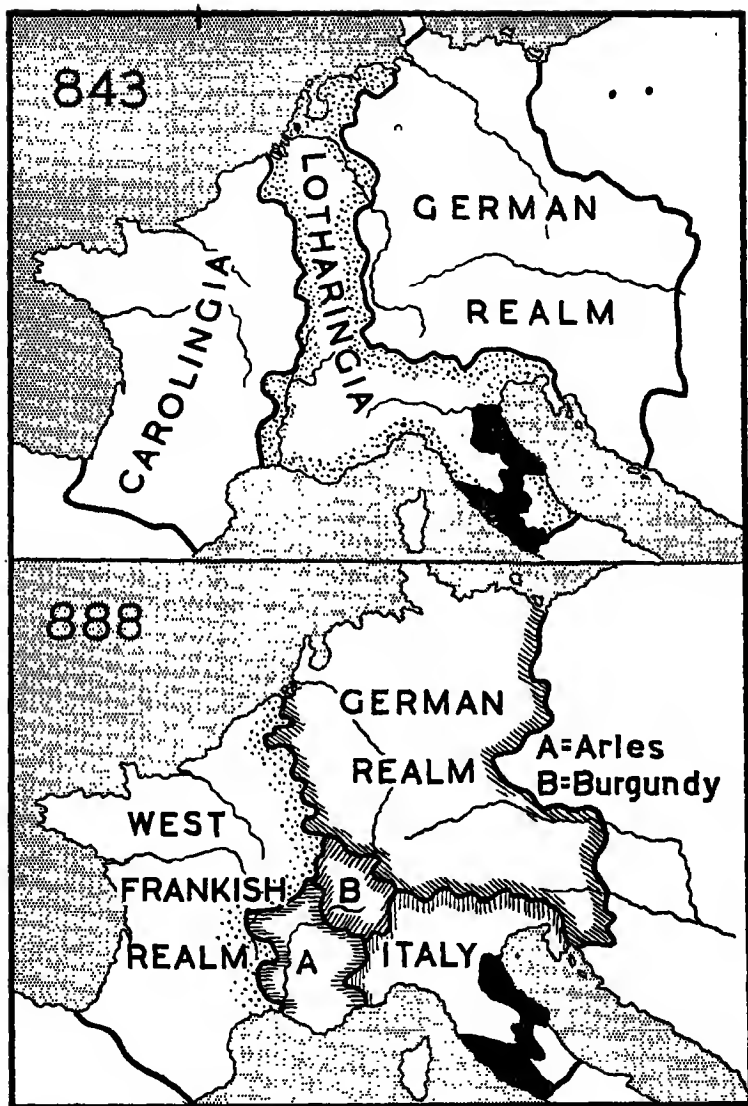 843
LOTHARINGIA
GERMAN
REALM
CAROLINGIA
888
GERMAN
REALM
A=Arles
B=Burgundy
WEST
FRANKISH
REALM
B
A
ITALY